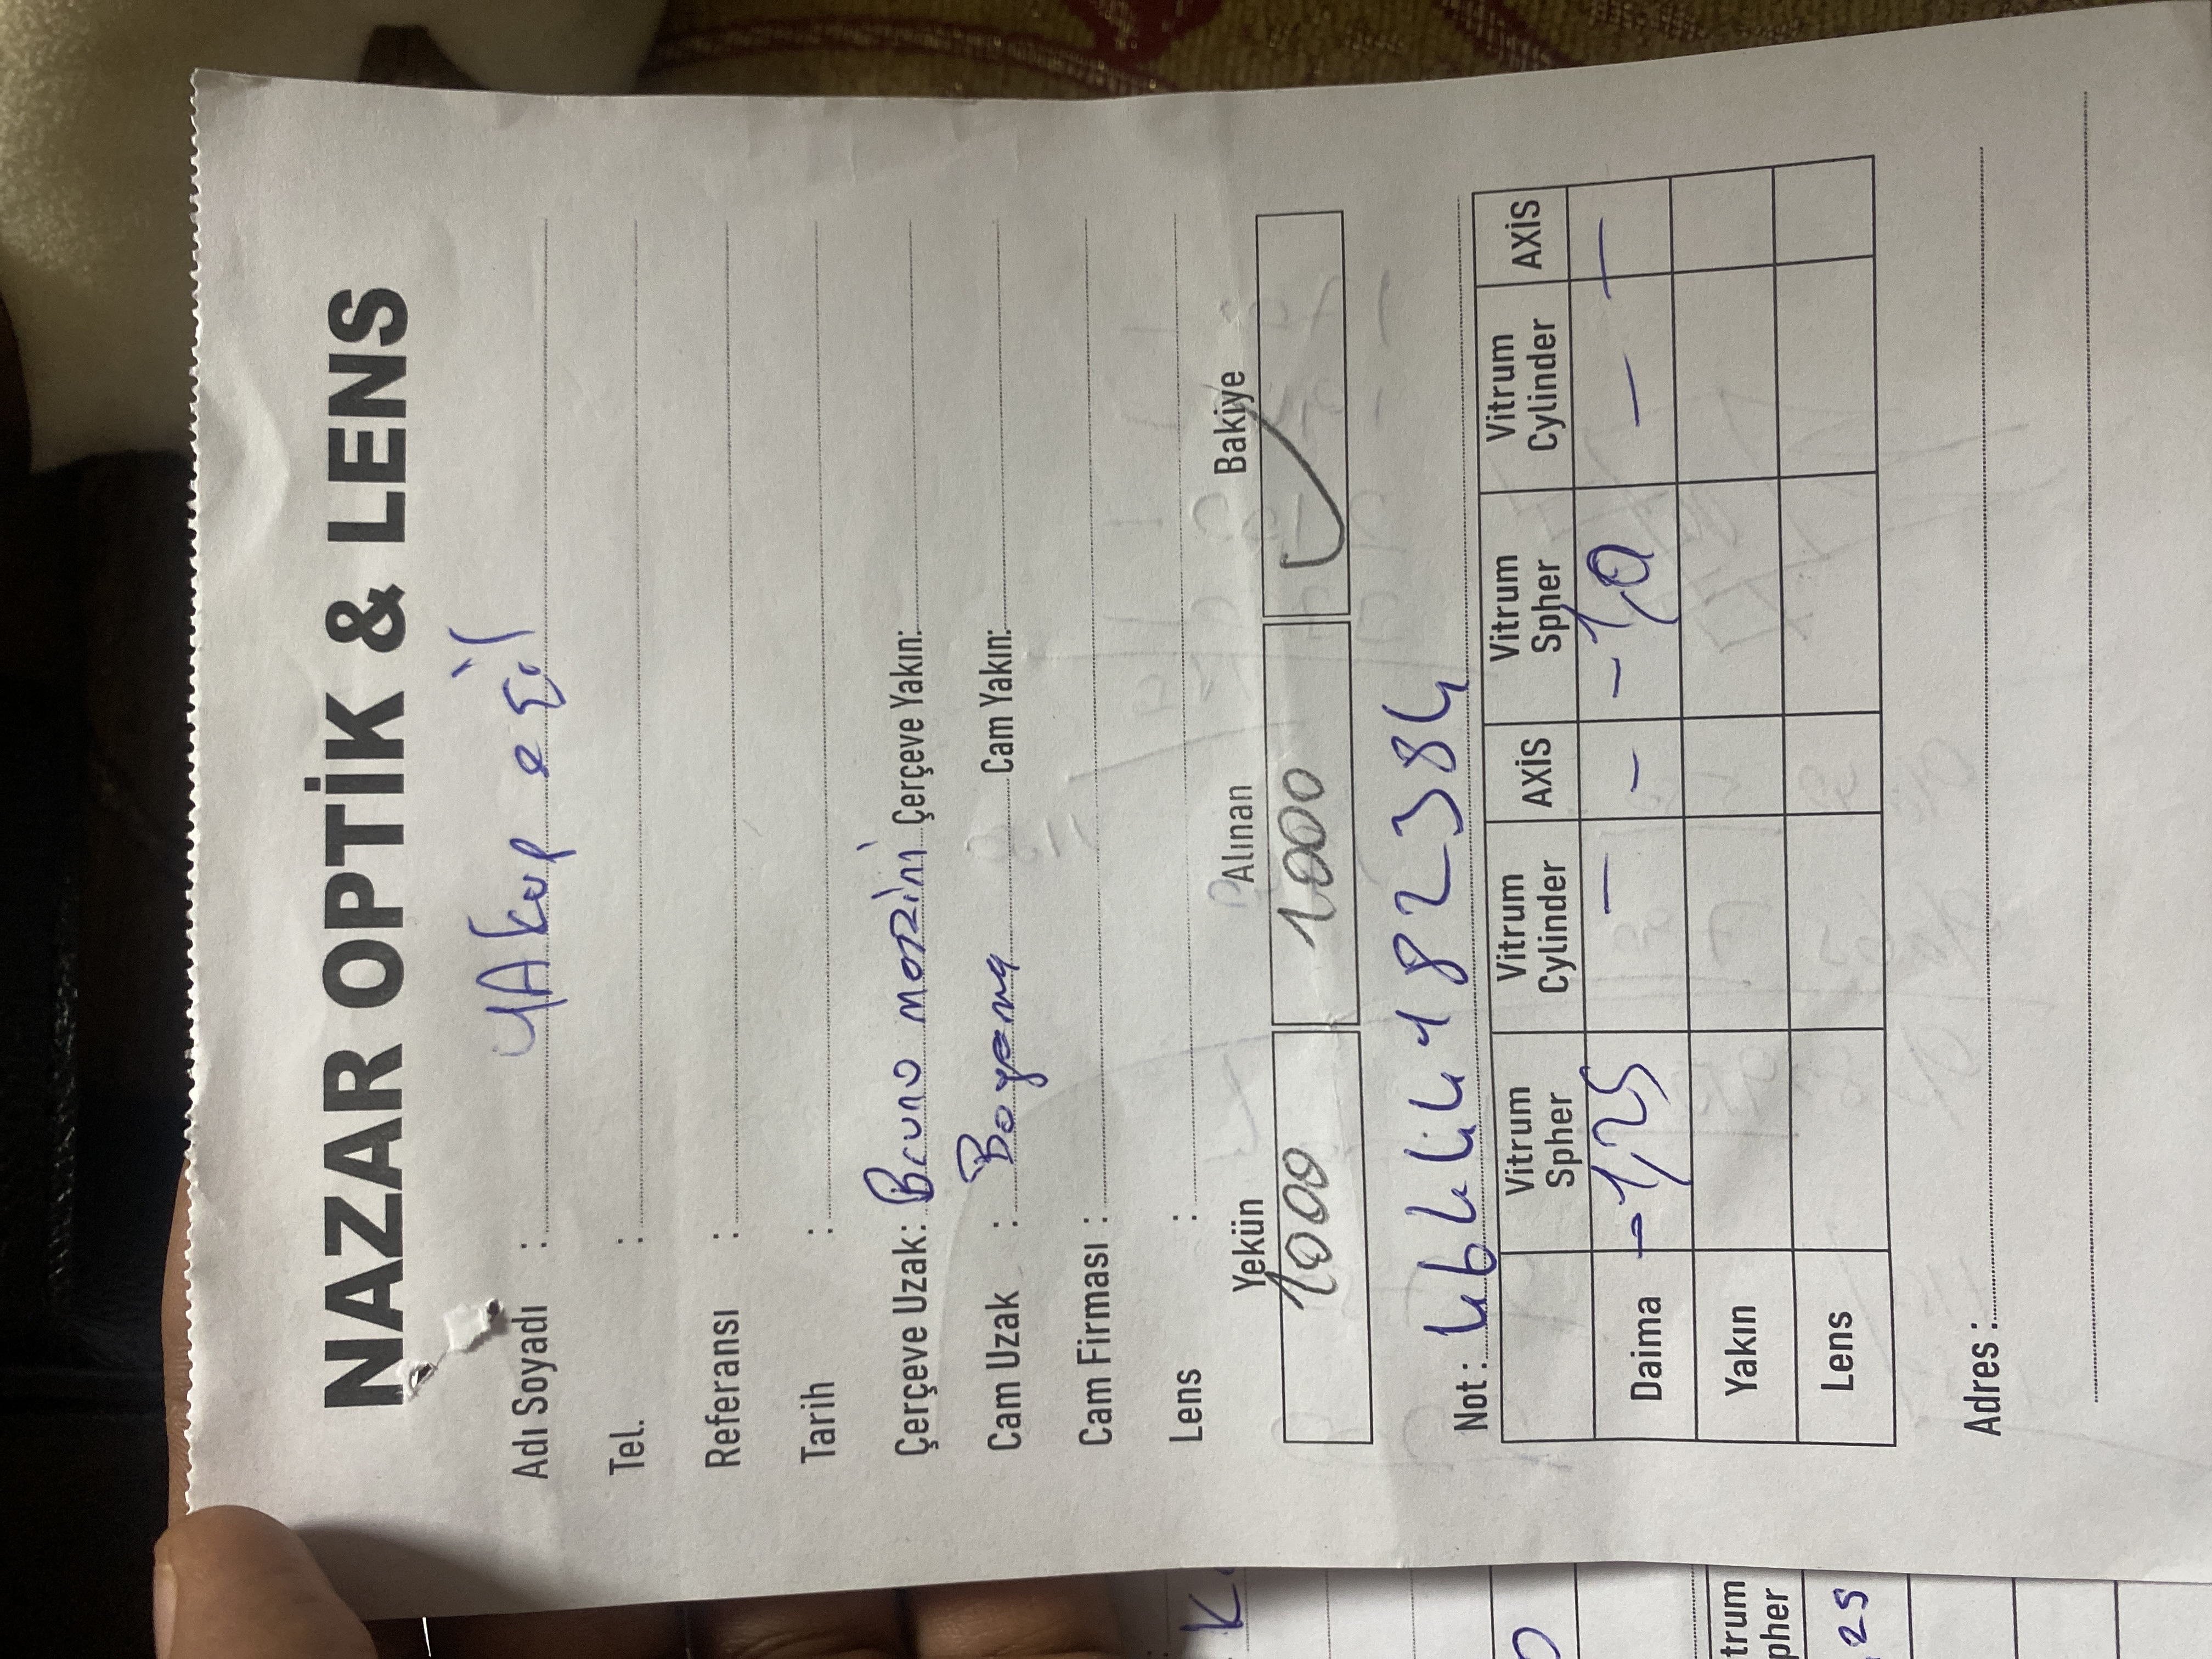 NAZAR OPTİK & LENS
Adı Soyadı : YAkup eğil
Tel. :
Referansı :
Tarih :
Çerçeve Uzak: Bruno mazzini Çerçeve Yakın:
Cam Uzak : Boyama Cam Yakın:
Cam Firması :
Lens :
Yekün Alınan Bakiye
1000 1000 ✓
Not : 46444182384
Vitrum Spher Vitrum Cylinder AXİS Vitrum Spher Vitrum Cylinder AXİS
Daima -1,25 - - -1,0 - -
Yakın
Lens
Adres :
trum
pher
,25